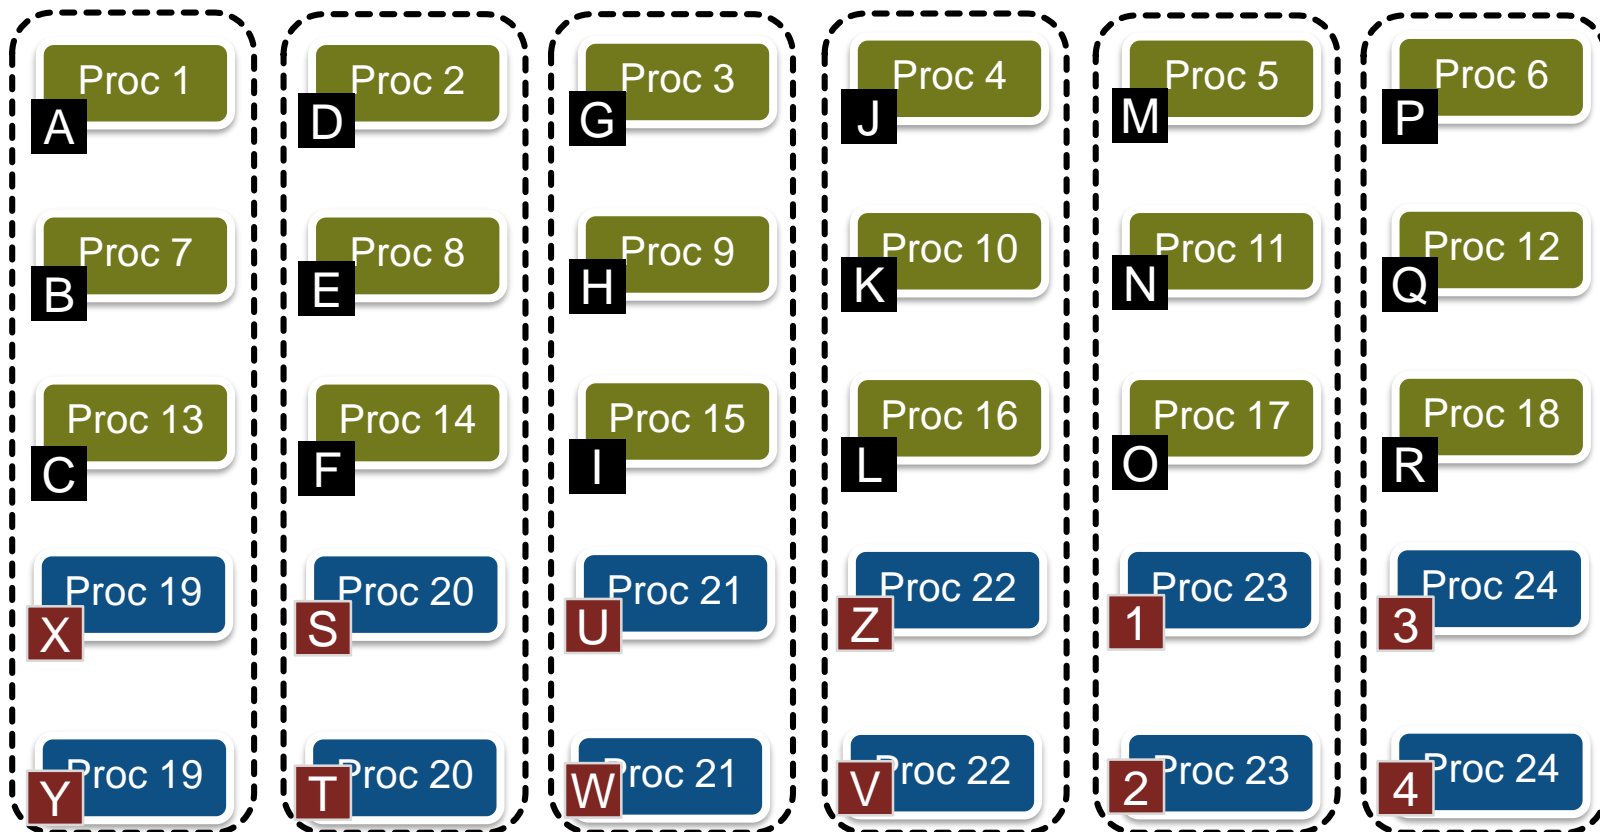 Proc 1
A
Proc 2
D
Proc 3
G
Proc 4
J
Proc 5
M
Proc 6
P
Proc 7
B
Proc 8
E
Proc 9
H
Proc 10
K
Proc 11
N
Proc 12
Q
Proc 13
C
Proc 14
F
Proc 15
I
Proc 16
L
Proc 17
O
Proc 18
R
Proc 19
X
Proc 20
S
Proc 21
U
Proc 22
Z
Proc 23
1
Proc 24
3
Proc 19
Y
Proc 20
T
Proc 21
W
Proc 22
V
Proc 23
2
Proc 24
4